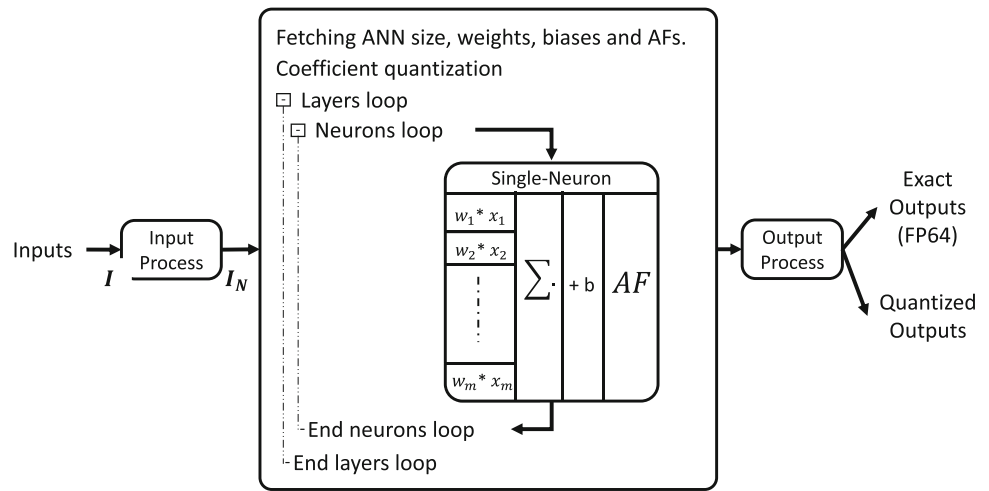 Fetching ANN size, weights, biases and AFs.
Coefficient quantization
Layers loop
Neurons loop
Single-Neuron
w₁* x₁
w₂* x₂
wₘ* xₘ
∑.
+ b
AF
End neurons loop
End layers loop
Inputs
I
Input
Process
I_N
Output
Process
Exact
Outputs
(FP64)
Quantized
Outputs